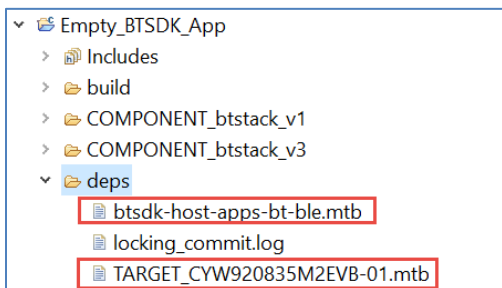 Empty_BTSDK_App
Includes
build
COMPONENT_btstack_v1
COMPONENT_btstack_v3
deps
btsdk-host-apps-bt-ble.mtb
locking_commit.log
TARGET_CYW920835M2EVB-01.mtb